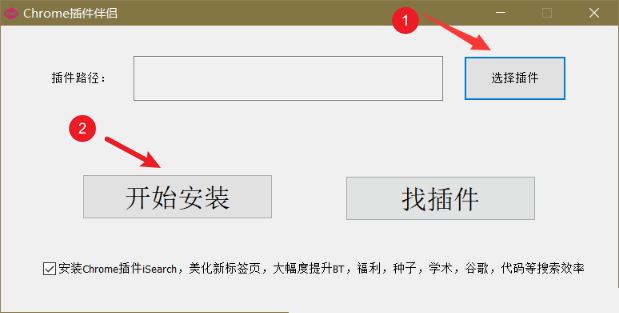 Chrome插件伴侣
1
插件路径：
选择插件
2
开始安装
找插件
安装Chrome插件iSearch，美化新标签页，大幅度提升BT，福利，种子，学术，谷歌，代码等搜索效率